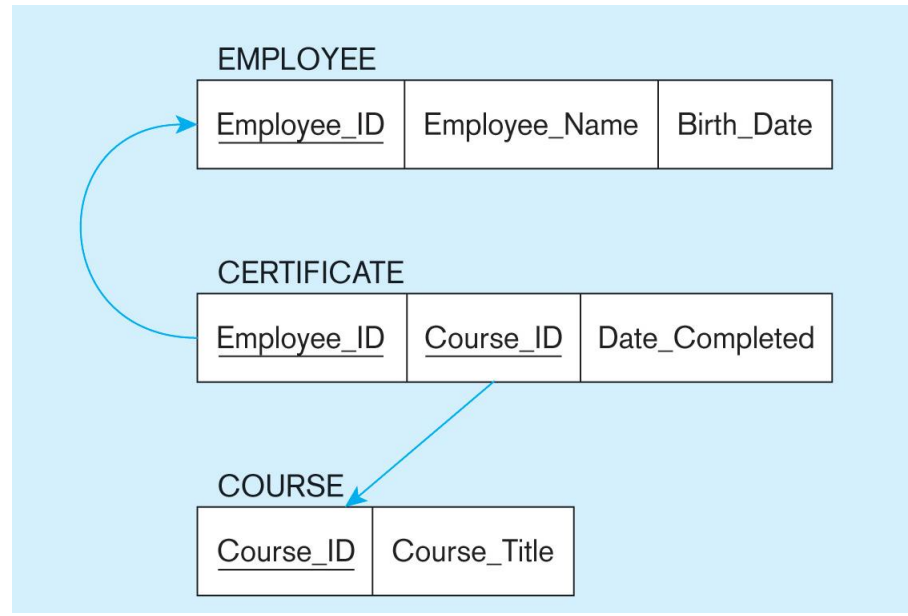 EMPLOYEE
Employee_ID Employee_Name Birth_Date
CERTIFICATE
Employee_ID Course_ID Date_Completed
COURSE
Course_ID Course_Title